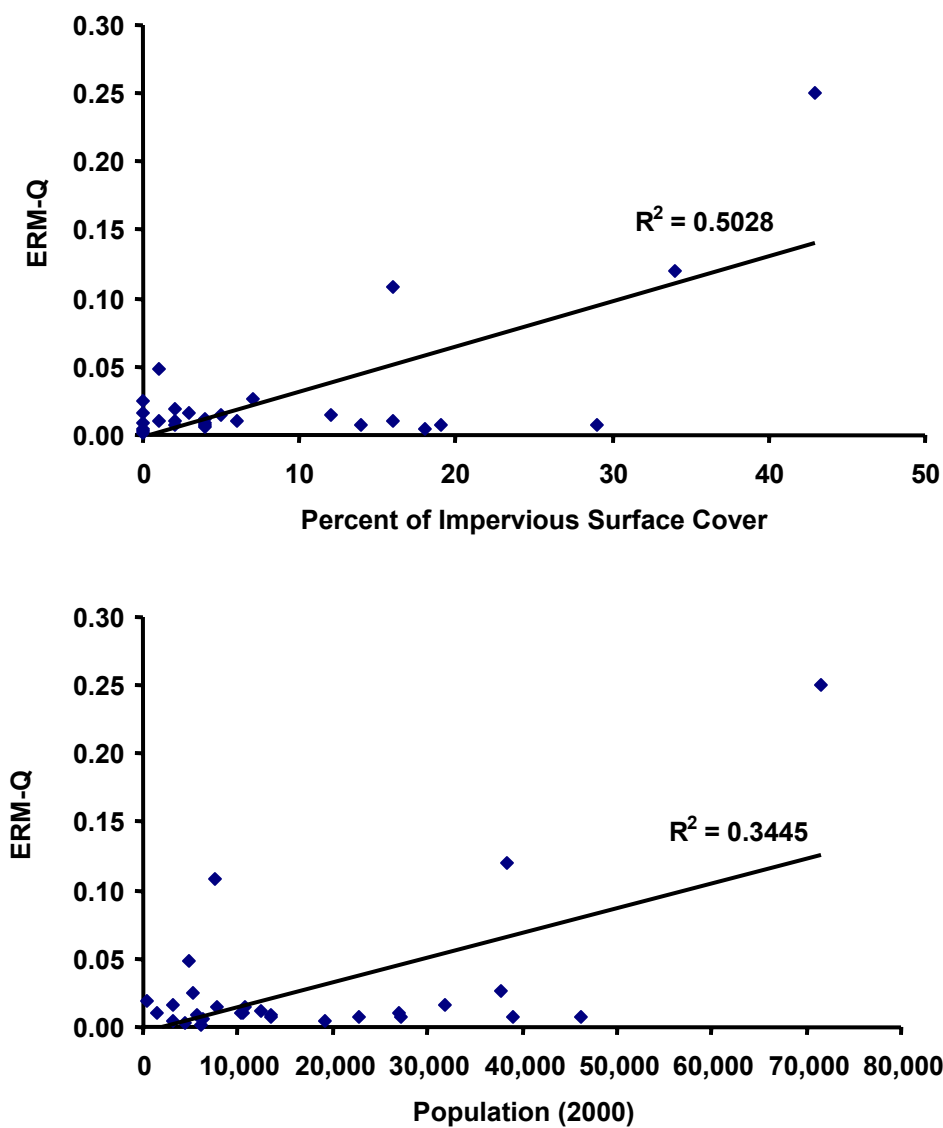 0.30
0.25
0.20
0.15
0.10
0.05
0.00
ERM-Q
R² = 0.5028
0 10 20 30 40 50
Percent of Impervious Surface Cover
0.30
0.25
0.20
0.15
0.10
0.05
0.00
ERM-Q
R² = 0.3445
0 10,000 20,000 30,000 40,000 50,000 60,000 70,000 80,000
Population (2000)